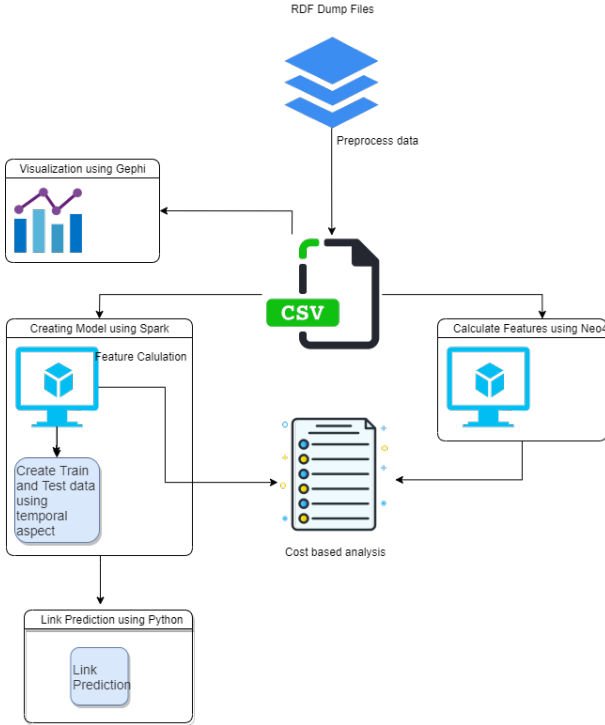 RDF Dump Files
Preprocess data
Visualization using Gephi
CSV
Creating Model using Spark
Calculate Features using Neo4
Feature Calulation
Create Train
and Test data
using
temporal
aspect
Cost based analysis
Link Prediction using Python
Link
Prediction